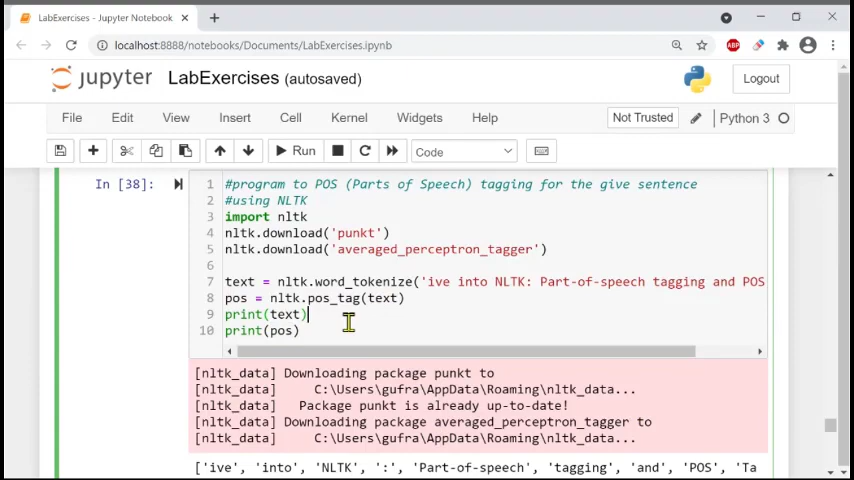 LabExercises - Jupyter Notebook
localhost:8888/notebooks/Documents/LabExercises.ipynb
ABP
jupyter LabExercises (autosaved)
Logout
File Edit View Insert Cell Kernel Widgets Help
Not Trusted
Python 3
Run
Code
In [38]:
1 #program to POS (Parts of Speech) tagging for the give sentence
2 #using NLTK
3 import nltk
4 nltk.download('punkt')
5 nltk.download('averaged_perceptron_tagger')
6
7 text = nltk.word_tokenize('ive into NLTK: Part-of-speech tagging and POS
8 pos = nltk.pos_tag(text)
9 print(text)
10 print(pos)
[nltk_data] Downloading package punkt to
[nltk_data]     C:\Users\gufra\AppData\Roaming\nltk_data...
[nltk_data]   Package punkt is already up-to-date!
[nltk_data] Downloading package averaged_perceptron_tagger to
[nltk_data]     C:\Users\gufra\AppData\Roaming\nltk_data...
['ive', 'into', 'NLTK', ':', 'Part-of-speech', 'tagging', 'and', 'POS', 'Ta